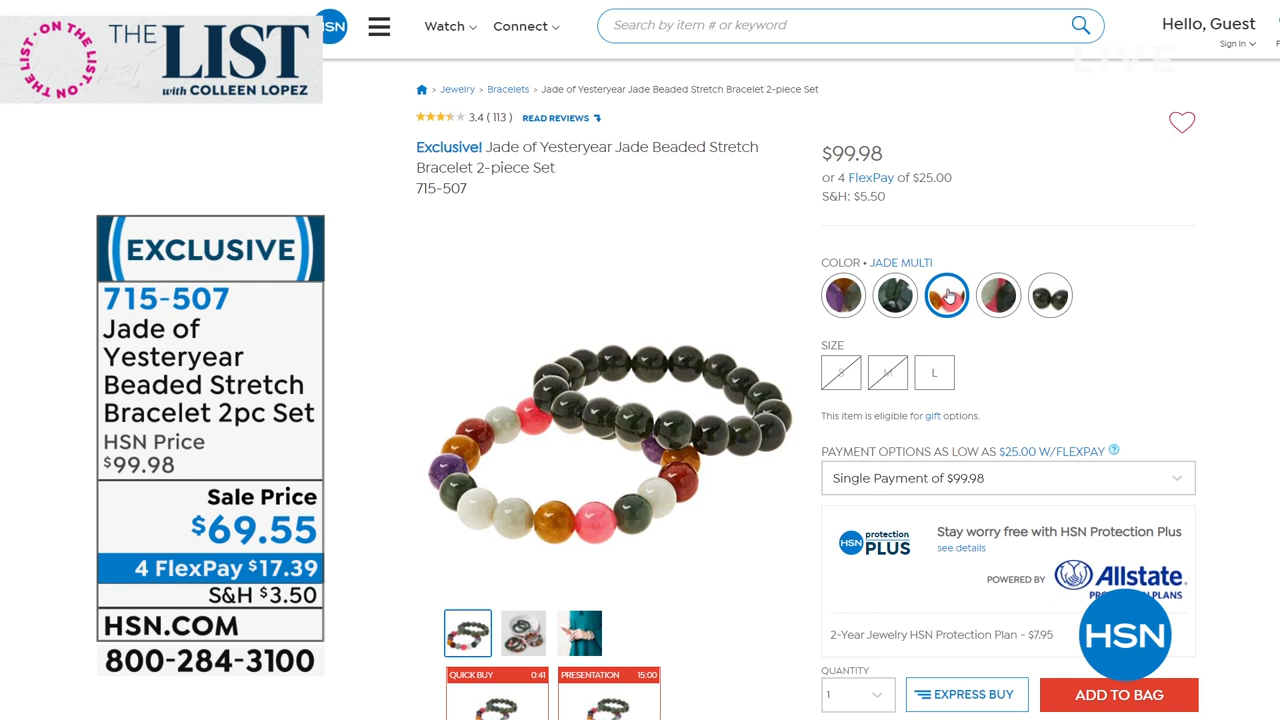 ON THE LIST · ON THE LIST ·
THE
LIST
with COLLEEN LOPEZ
HSN
Watch
Connect
Search by item # or keyword
Hello, Guest
Sign In
LIVE
> Jewelry > Bracelets > Jade of Yesteryear Jade Beaded Stretch Bracelet 2-piece Set
3.4 ( 113 ) READ REVIEWS
Exclusive! Jade of Yesteryear Jade Beaded Stretch
Bracelet 2-piece Set
715-507
$99.98
or 4 FlexPay of $25.00
S&H: $5.50
COLOR • JADE MULTI
SIZE
S M L
This item is eligible for gift options.
PAYMENT OPTIONS AS LOW AS $25.00 W/FLEXPAY ?
Single Payment of $99.98
HSN protection
PLUS
Stay worry free with HSN Protection Plus
see details
POWERED BY Allstate
PROTECTION PLANS
2-Year Jewelry HSN Protection Plan - $7.95
HSN
QUANTITY
1
EXPRESS BUY
ADD TO BAG
QUICK BUY 0:41
PRESENTATION 15:00
EXCLUSIVE
715-507
Jade of
Yesteryear
Beaded Stretch
Bracelet 2pc Set
HSN Price
$99.98
Sale Price
$69.55
4 FlexPay $17.39
S&H $3.50
HSN.COM
800-284-3100